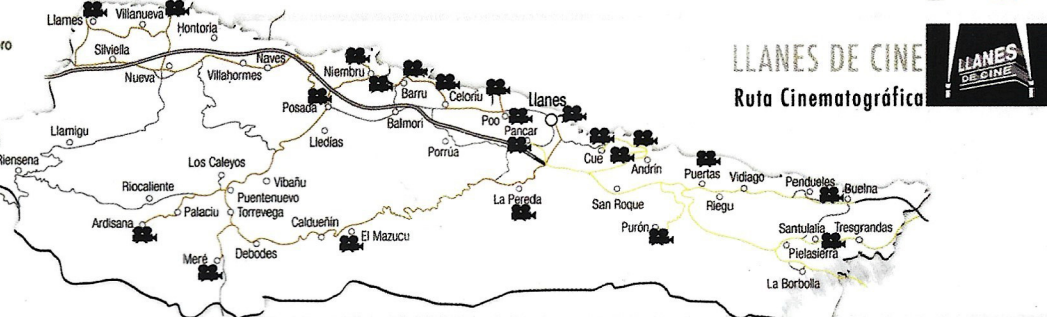 Llames
Villanueva
Hontoria
Silviella
Nueva
Villahormes
Naves
Niembru
Barru
Celoriu
Posada
Balmori
Lledías
Porrúa
Poo
Llanes
Pancar
Cue
Andrín
La Pereda
San Roque
Purón
Puertas
Vidiago
Riegu
Pendueles
Buelna
Santulalia
Tresgrandas
Pielasierra
La Borbolla
Llamigu
Riensena
Los Caleyos
Riocaliente
Vibañu
Puentenuevo
Palaciu
Torrevega
Ardisana
Caldueñín
El Mazucu
Debodes
Meré
LLANES DE CINE
Ruta Cinematográfica
LLANES
DE CINE